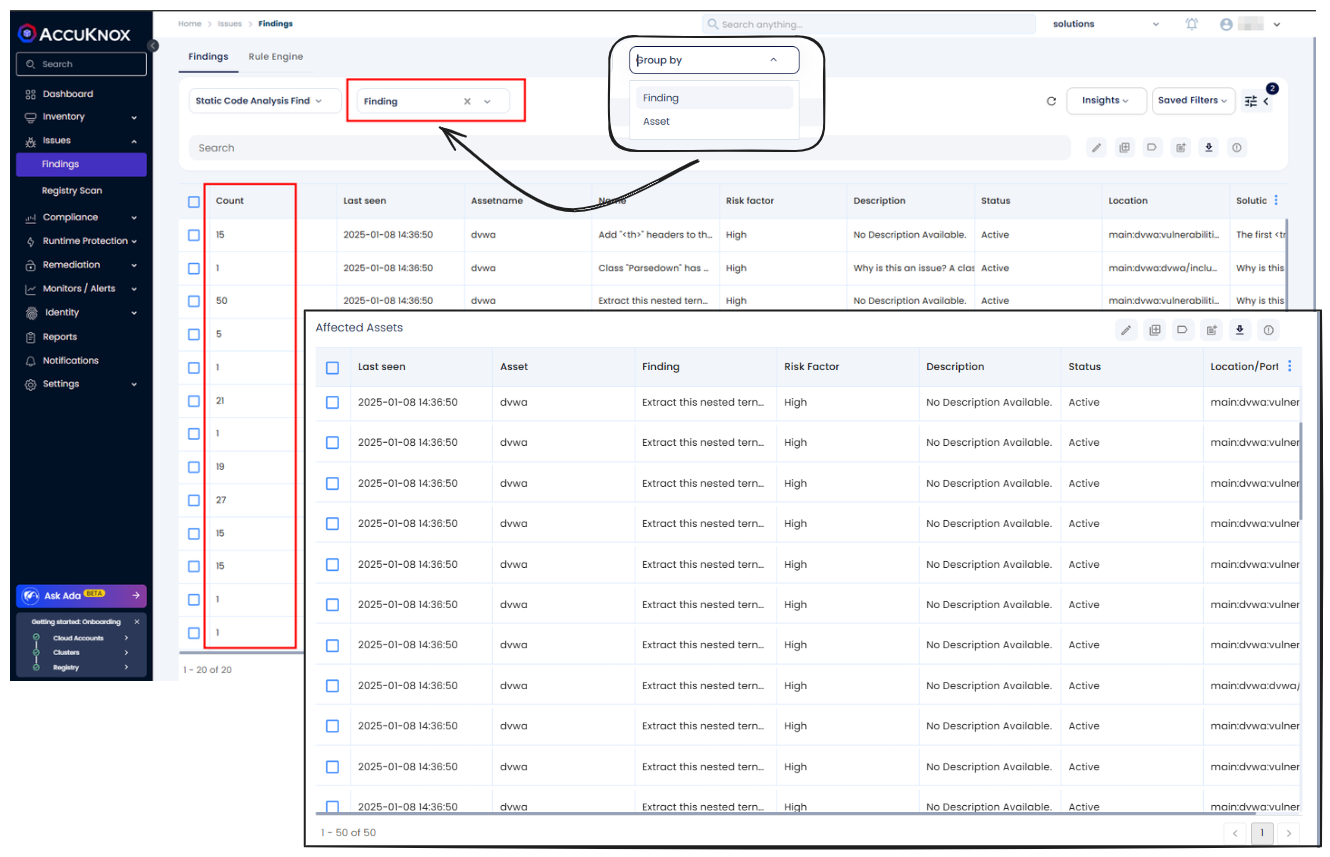 ACCUKNOX
Search
Dashboard
Inventory
Issues
Findings
Registry Scan
Compliance
Runtime Protection
Remediation
Monitors / Alerts
Identity
Reports
Notifications
Settings
Ask Ada BETA
Getting started: Onboarding
Cloud Accounts
Clusters
Registry
Home > Issues > Findings
Search anything...
solutions
Findings Rule Engine
Static Code Analysis Find
Finding
Group by
Finding
Asset
Insights
Saved Filters
2
Search
Count Last seen Assetname Name Risk factor Description Status Location Solutic
15 2025-01-08 14:36:50 dvwa Add "<th>" headers to th... High No Description Available. Active main:dvwa:vulnerabiliti... The first <tr
1 2025-01-08 14:36:50 dvwa Class "Parsedown" has ... High Why is this an issue? A clas Active main:dvwa:dvwa/inclu... Why is this
50 2025-01-08 14:36:50 dvwa Extract this nested tern... High No Description Available. Active main:dvwa:vulnerabiliti... Why is this
5
1
21
1
19
27
15
15
1
1
1 - 20 of 20
Affected Assets
Last seen Asset Finding Risk Factor Description Status Location/Port
2025-01-08 14:36:50 dvwa Extract this nested tern... High No Description Available. Active main:dvwa:vulner
2025-01-08 14:36:50 dvwa Extract this nested tern... High No Description Available. Active main:dvwa:vulner
2025-01-08 14:36:50 dvwa Extract this nested tern... High No Description Available. Active main:dvwa:vulner
2025-01-08 14:36:50 dvwa Extract this nested tern... High No Description Available. Active main:dvwa:vulner
2025-01-08 14:36:50 dvwa Extract this nested tern... High No Description Available. Active main:dvwa:vulner
2025-01-08 14:36:50 dvwa Extract this nested tern... High No Description Available. Active main:dvwa:vulner
2025-01-08 14:36:50 dvwa Extract this nested tern... High No Description Available. Active main:dvwa:vulner
2025-01-08 14:36:50 dvwa Extract this nested tern... High No Description Available. Active main:dvwa:dvwa/
2025-01-08 14:36:50 dvwa Extract this nested tern... High No Description Available. Active main:dvwa:vulner
2025-01-08 14:36:50 dvwa Extract this nested tern... High No Description Available. Active main:dvwa:vulner
2025-01-08 14:36:50 dvwa Extract this nested tern... High No Description Available. Active main:dvwa:vulner
1 - 50 of 50
1